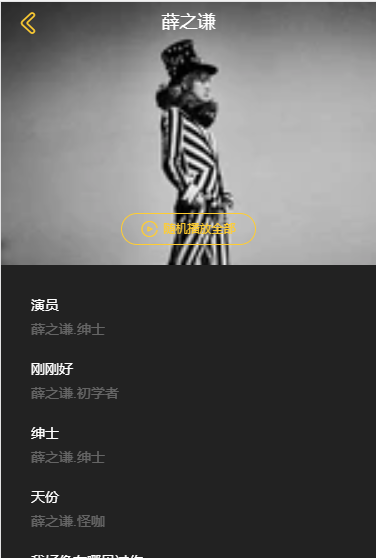 薛之谦
随机播放全部
演员
薛之谦.绅士
刚刚好
薛之谦.初学者
绅士
薛之谦.绅士
天份
薛之谦.怪咖